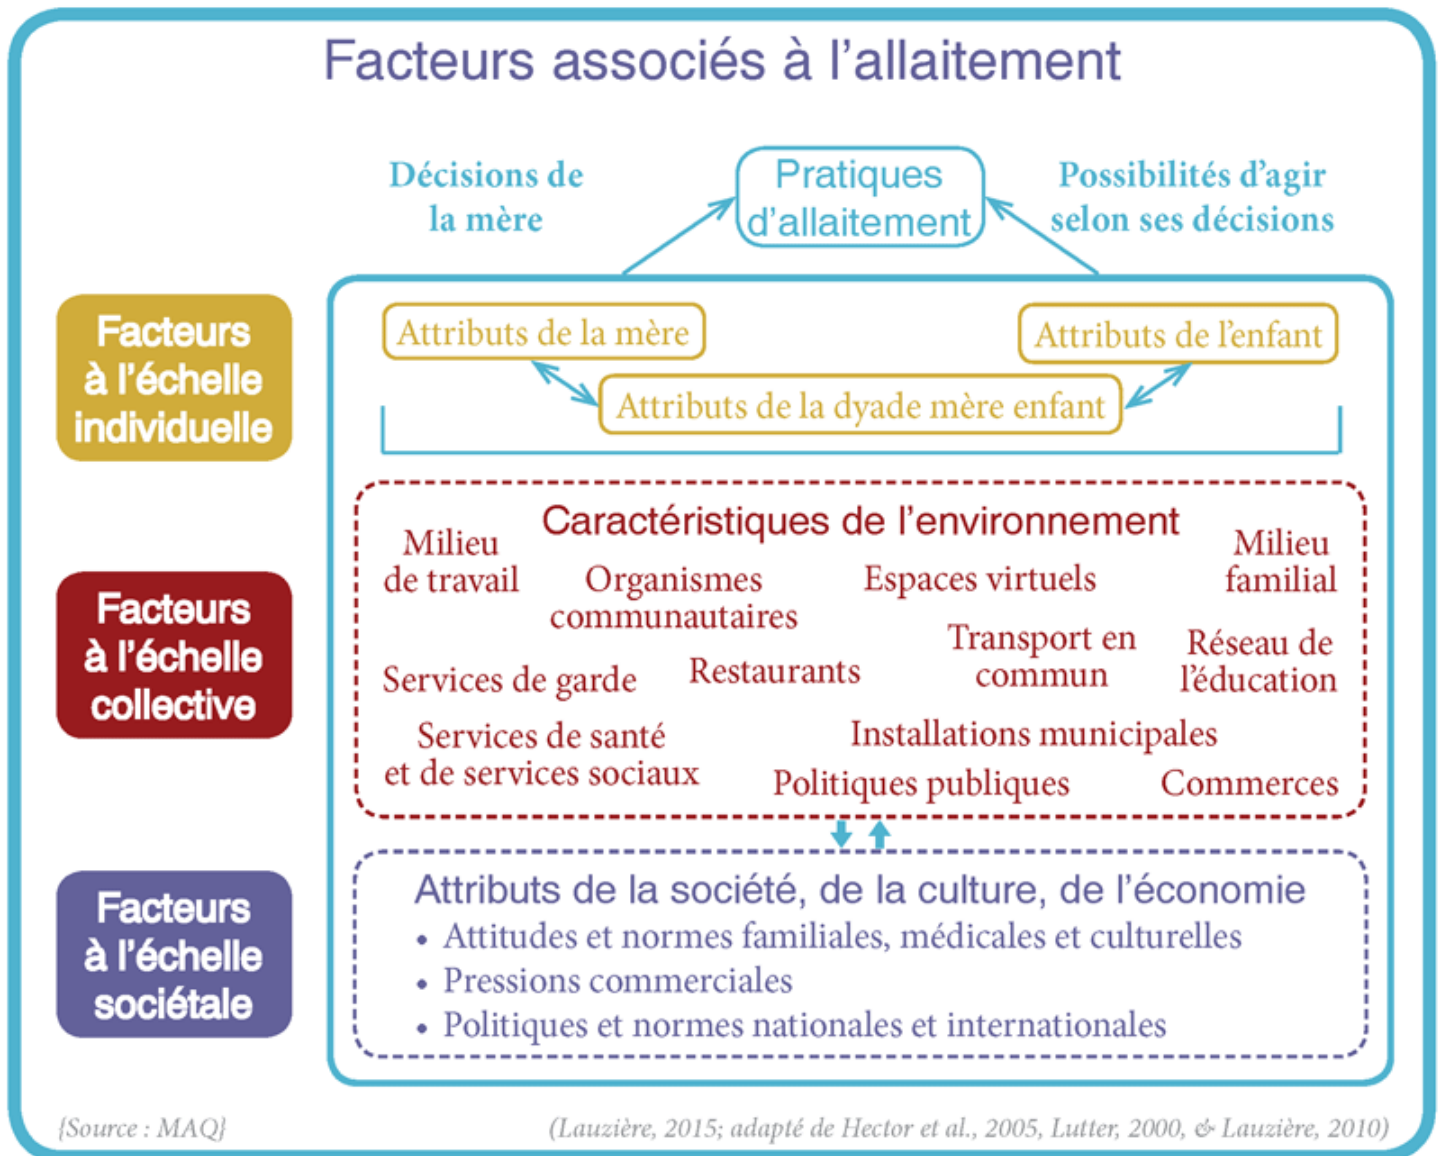 Facteurs associés à l'allaitement
Décisions de
la mère
Pratiques
d'allaitement
Possibilités d'agir
selon ses décisions
Facteurs
à l'échelle
individuelle
Attributs de la mère
Attributs de l'enfant
Attributs de la dyade mère enfant
Facteurs
à l'échelle
collective
Caractéristiques de l'environnement
Milieu
de travail
Organismes
communautaires
Espaces virtuels
Milieu
familial
Services de garde
Restaurants
Transport en
commun
Réseau de
l'éducation
Services de santé
et de services sociaux
Installations municipales
Politiques publiques
Commerces
Facteurs
à l'échelle
sociétale
Attributs de la société, de la culture, de l'économie
• Attitudes et normes familiales, médicales et culturelles
• Pressions commerciales
• Politiques et normes nationales et internationales
{Source : MAQ}
(Lauzière, 2015; adapté de Hector et al., 2005, Lutter, 2000, & Lauzière, 2010)